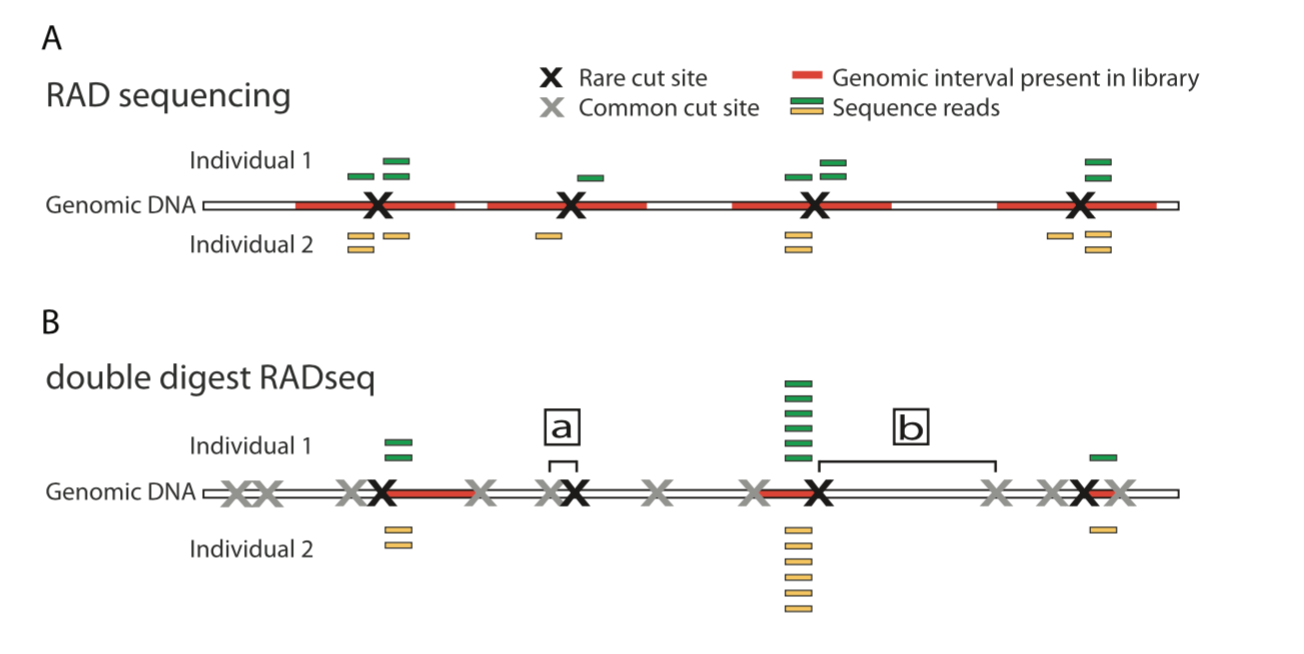 A
RAD sequencing
Rare cut site
Common cut site
Genomic interval present in library
Sequence reads
Individual 1
Genomic DNA
Individual 2
B
double digest RADseq
a
b
Individual 1
Genomic DNA
Individual 2